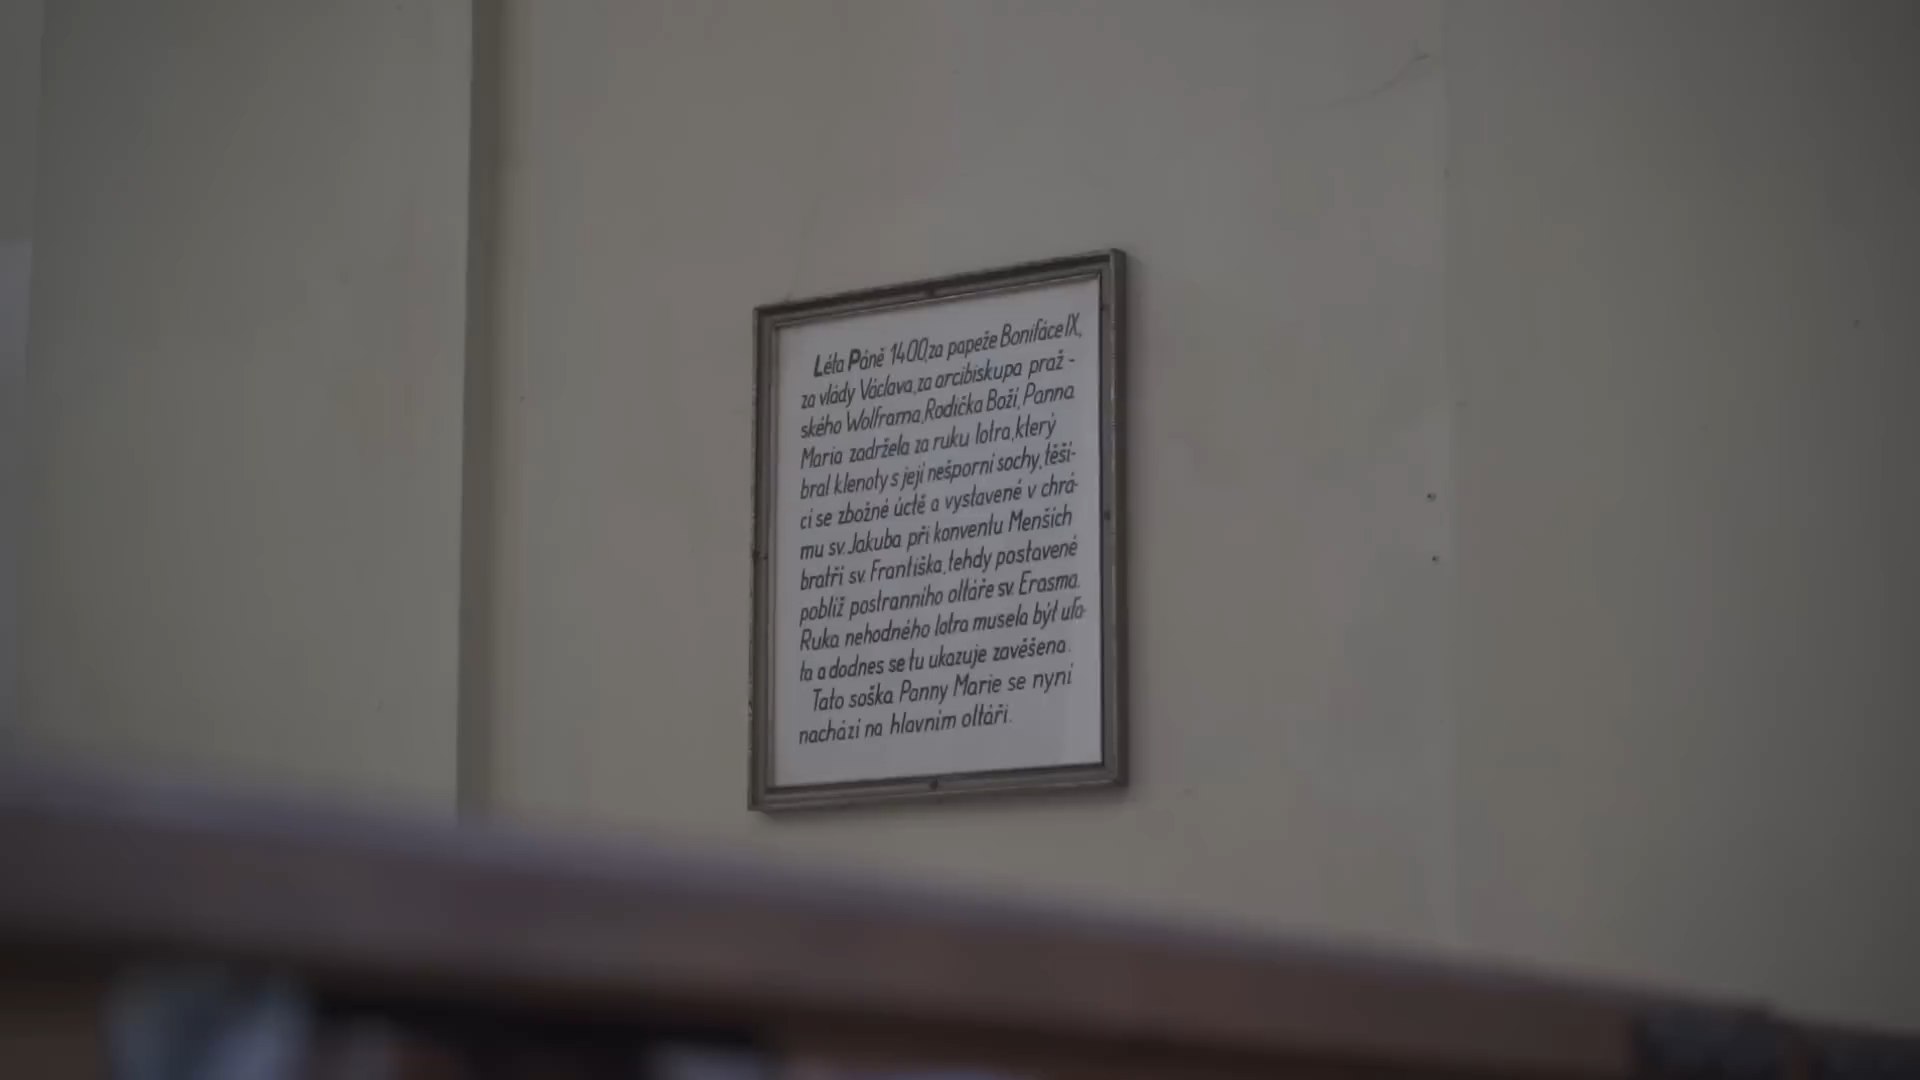 Léta Páně 1400, za papeže Bonifáce IX,
za vlády Václava, za arcibiskupa praž-
ského Wolframa, Rodička Boží, Panna
Maria zadržela za ruku lotra, který
bral klenoty s její nešporní sochy, těší-
cí se zbožné úctě a vystavené v chrá-
mu sv. Jakuba při konventu Menších
bratří sv. Františka, tehdy postavené
poblíž postranního oltáře sv. Erasma.
Ruka nehodného lotra musela být uťa-
ta a dodnes se tu ukazuje zavěšena.
Tato soška Panny Marie se nyní
nachází na hlavním oltáři.